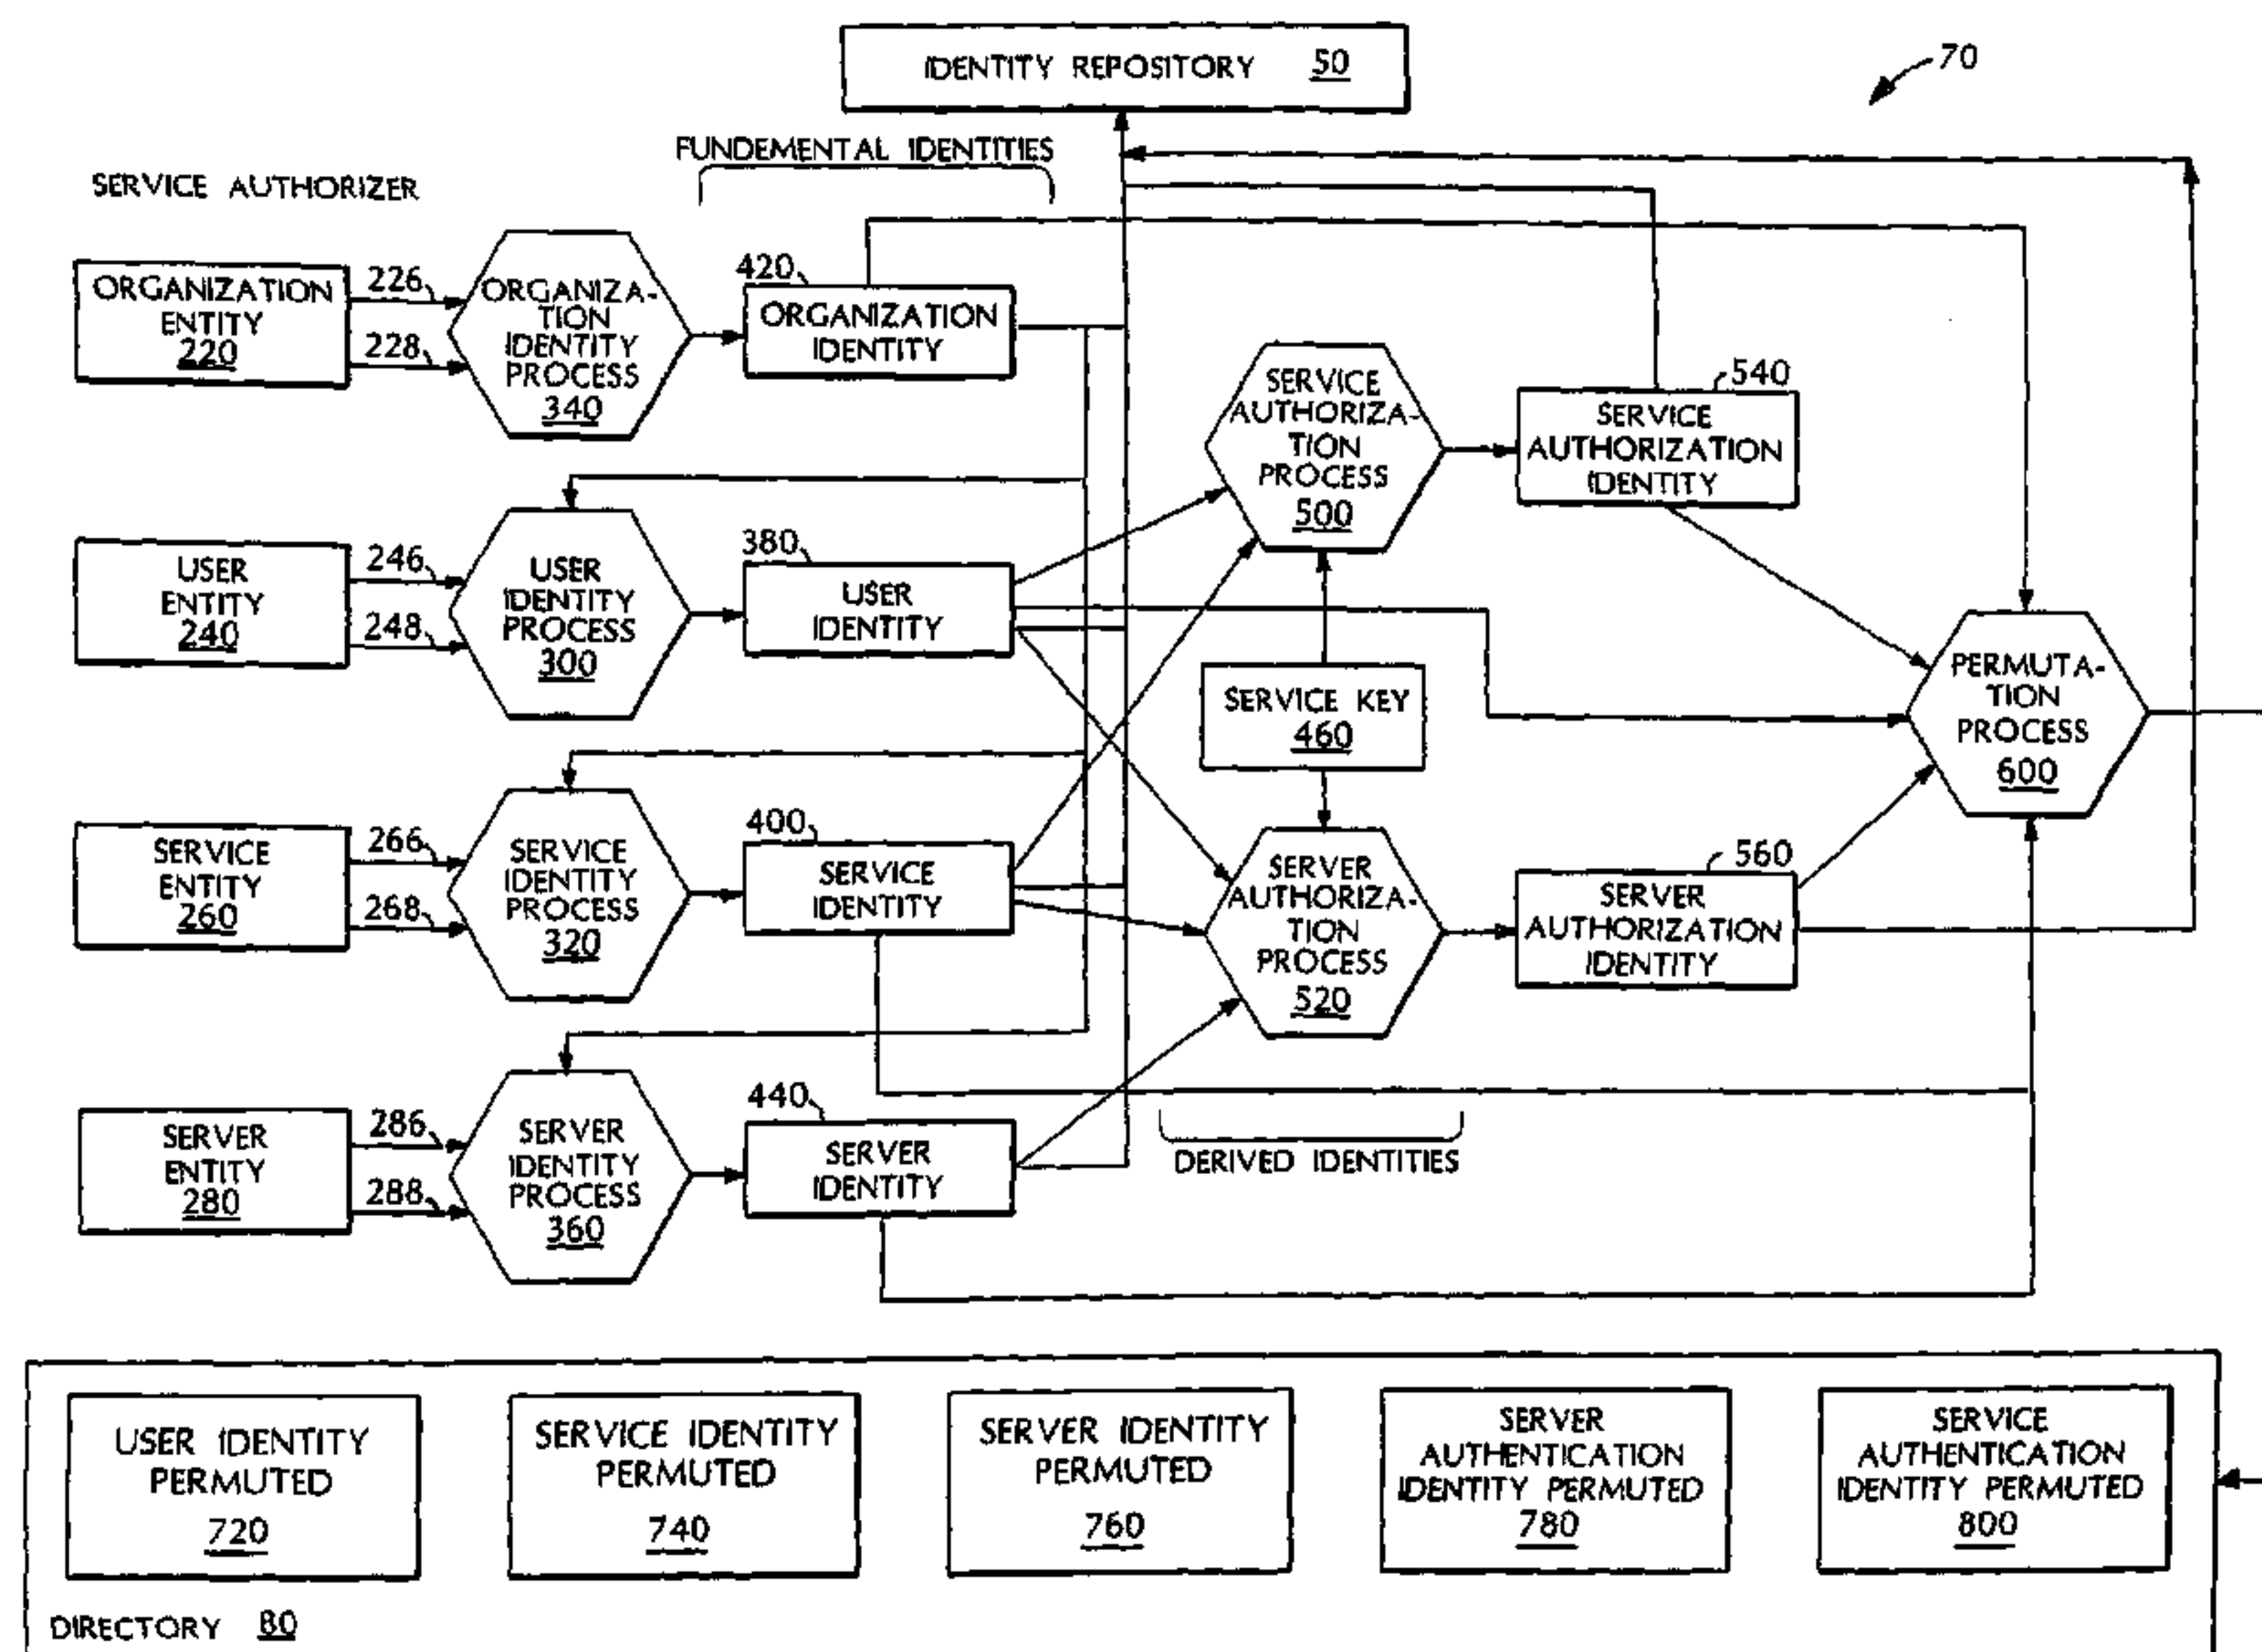 IDENTITY REPOSITORY 50
70
FUNDEMENTAL IDENTITIES
SERVICE AUTHORIZER
ORGANIZATION
ENTITY
220
226
228
ORGANIZA-
TION
IDENTITY
PROCESS
340
420
ORGANIZATION
IDENTITY
SERVICE
AUTHORIZA-
TION
PROCESS
500
540
SERVICE
AUTHORIZATION
IDENTITY
USER
ENTITY
240
246
248
USER
IDENTITY
PROCESS
300
380
USER
IDENTITY
SERVICE KEY
460
PERMUTA-
TION
PROCESS
600
SERVICE
ENTITY
260
266
268
SERVICE
IDENTITY
PROCESS
320
400
SERVICE
IDENTITY
SERVER
AUTHORIZA-
TION
PROCESS
520
560
SERVER
AUTHORIZATION
IDENTITY
SERVER
ENTITY
280
286
288
SERVER
IDENTITY
PROCESS
360
440
SERVER
IDENTITY
DERIVED IDENTITIES
USER IDENTITY
PERMUTED
720
SERVICE IDENTITY
PERMUTED
740
SERVER IDENTITY
PERMUTED
760
SERVER
AUTHENTICATION
IDENTITY PERMUTED
780
SERVICE
AUTHENTICATION
IDENTITY PERMUTED
800
DIRECTORY 80